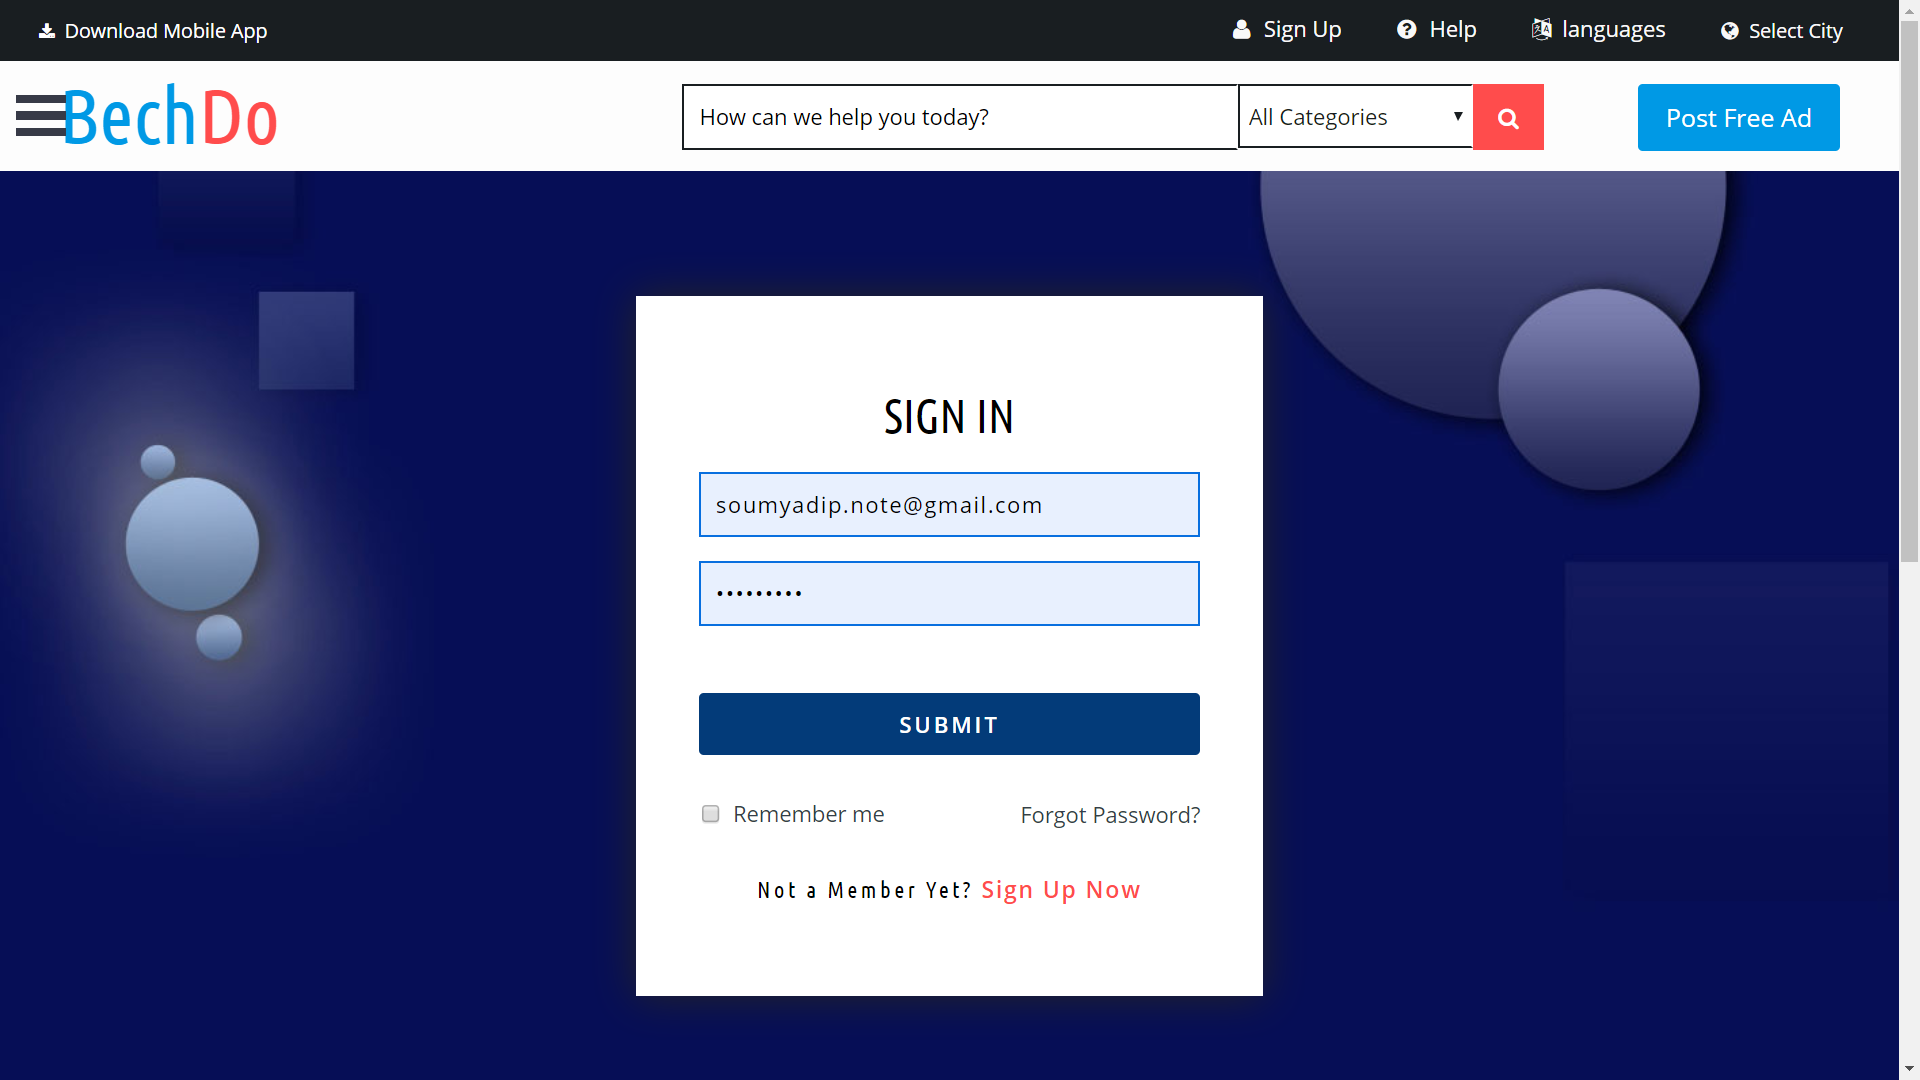 Download Mobile App
Sign Up
Help
languages
Select City
BechDo
How can we help you today?
All Categories
Post Free Ad
SIGN IN
soumyadip.note@gmail.com
•••••••••
SUBMIT
Remember me
Forgot Password?
Not a Member Yet? Sign Up Now